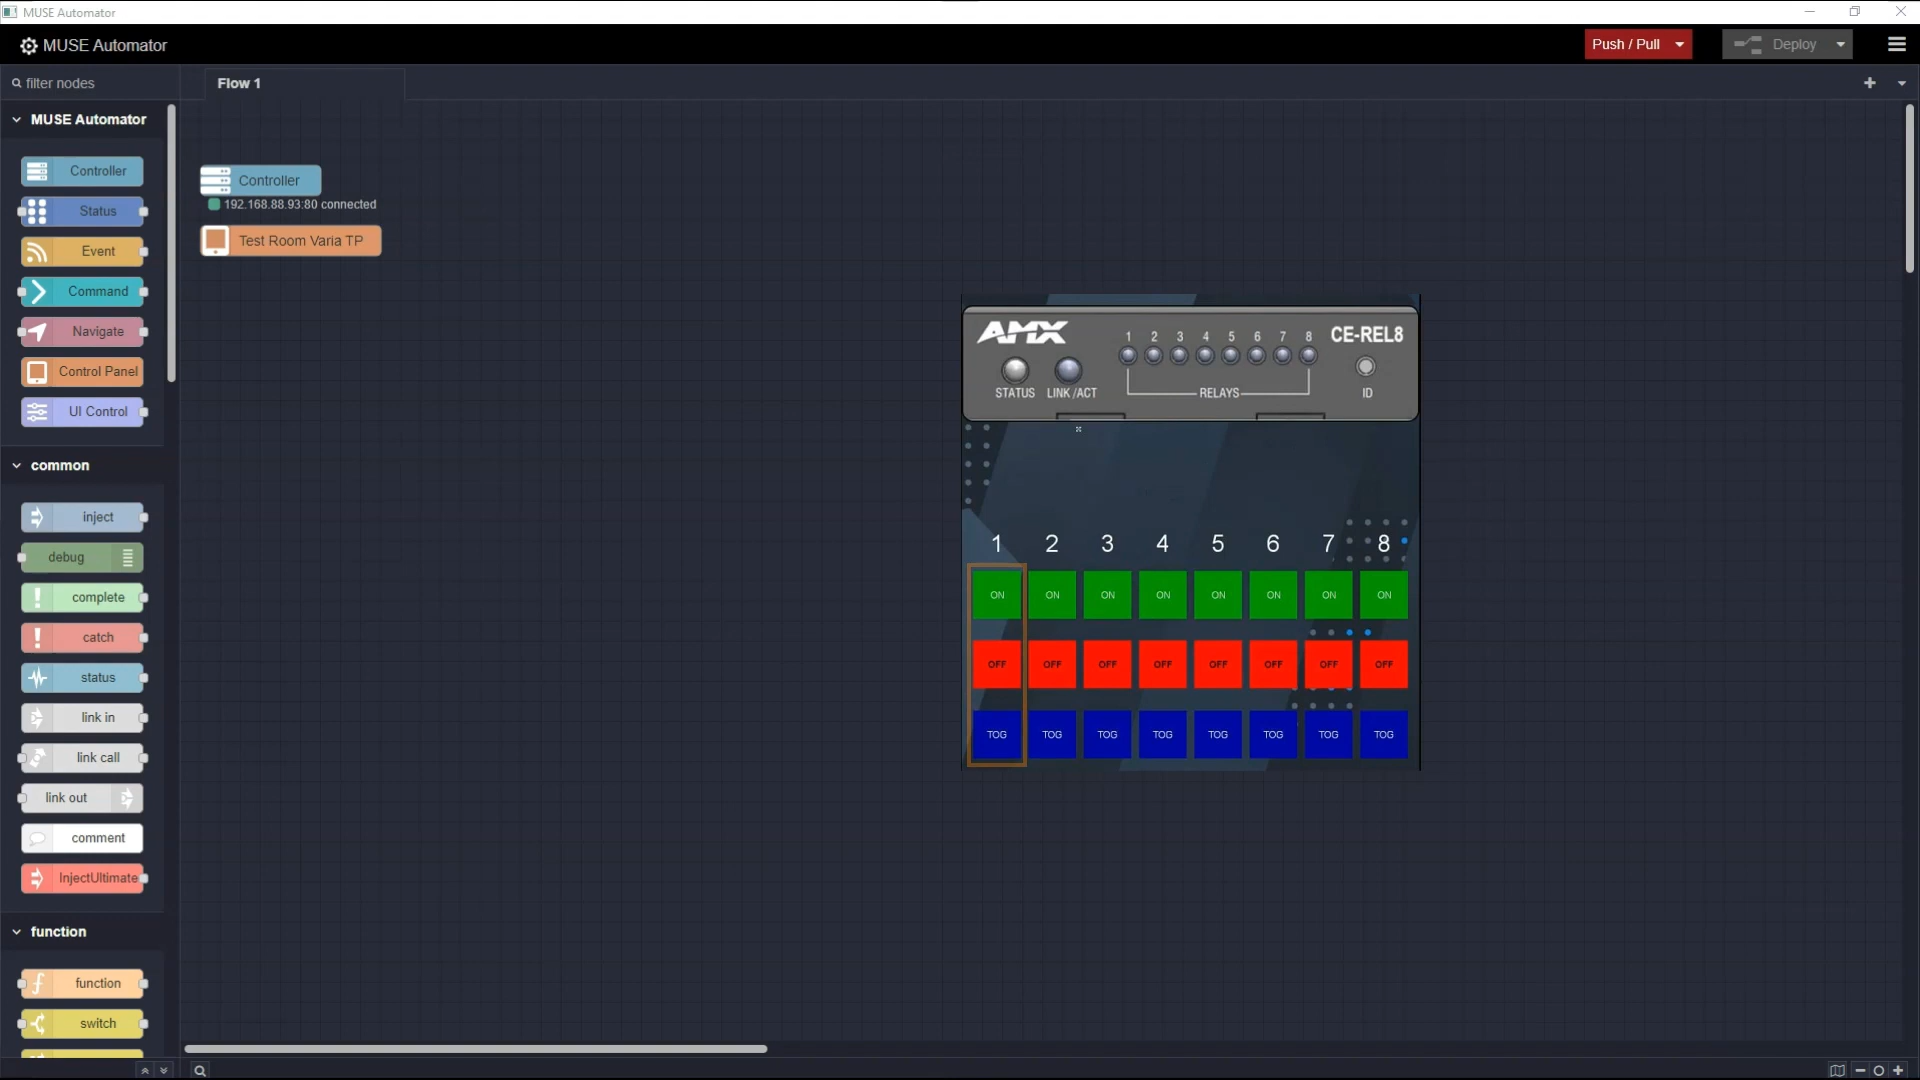 MUSE Automator
MUSE Automator
Push / Pull
Deploy
filter nodes
Flow 1
MUSE Automator
Controller
Status
Event
Command
Navigate
Control Panel
UI Control
common
inject
debug
complete
catch
status
link in
link call
link out
comment
InjectUltimate
function
function
switch
Controller
192.168.88.93:80 connected
Test Room Varia TP
AMX
1 2 3 4 5 6 7 8
CE-REL8
STATUS LINK /ACT RELAYS ID
1 2 3 4 5 6 7 8
ON ON ON ON ON ON ON ON
OFF OFF OFF OFF OFF OFF OFF OFF
TOG TOG TOG TOG TOG TOG TOG TOG